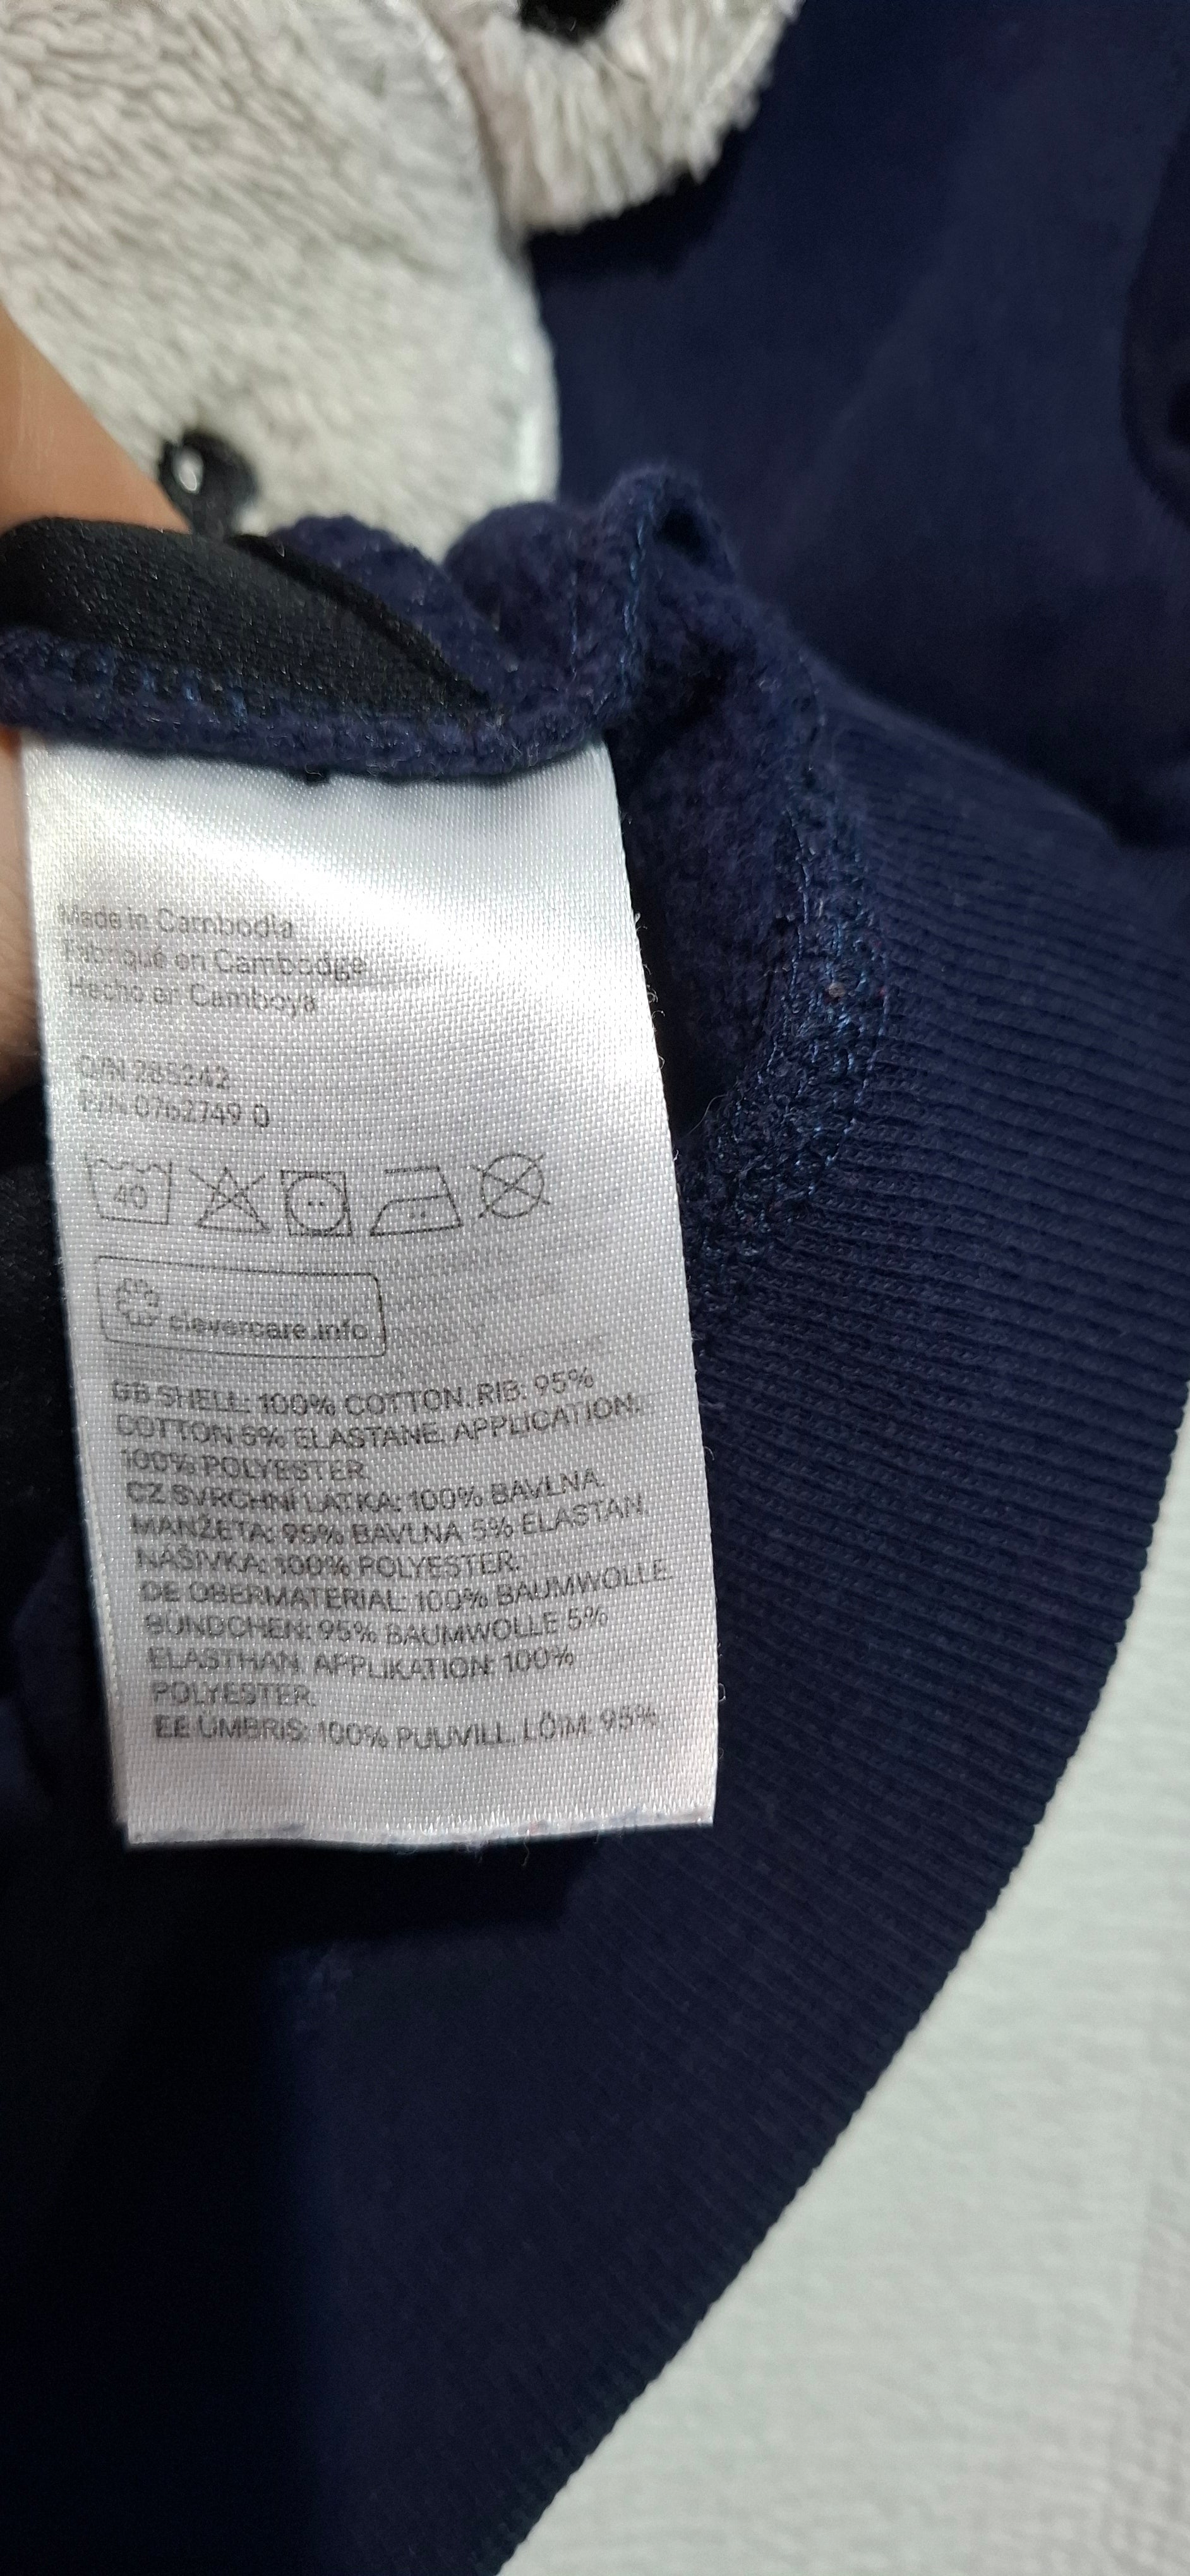 Made in Cambodia
Fabriqué en Cambodge
Hecho en Camboya
O/N 285242
P/N 0762749 0
40
clevercare.info
GB SHELL: 100% COTTON. RIB: 95%
COTTON 5% ELASTANE. APPLICATION:
100% POLYESTER.
CZ SVRCHNÍ LÁTKA: 100% BAVLNA.
MANŽETA: 95% BAVLNA 5% ELASTAN.
NÁŠIVKA: 100% POLYESTER.
DE OBERMATERIAL: 100% BAUMWOLLE.
BÜNDCHEN: 95% BAUMWOLLE 5%
ELASTHAN. APPLIKATION: 100%
POLYESTER.
EE ÜMBRIS: 100% PUUVILL. LÕIM: 95%